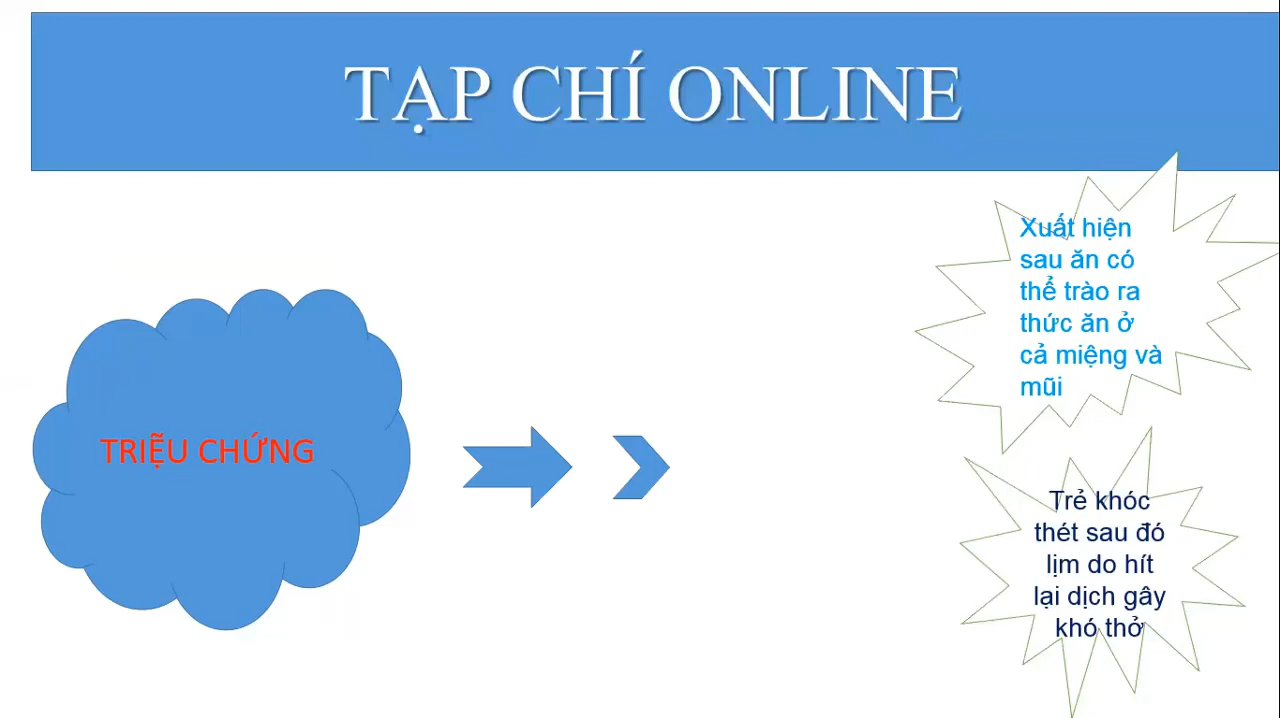 TẠP CHÍ ONLINE
TRIỆU CHỨNG
Xuất hiện
sau ăn có
thể trào ra
thức ăn ở
cả miệng và
mũi
Trẻ khóc
thét sau đó
lịm do hít
lại dịch gây
khó thở